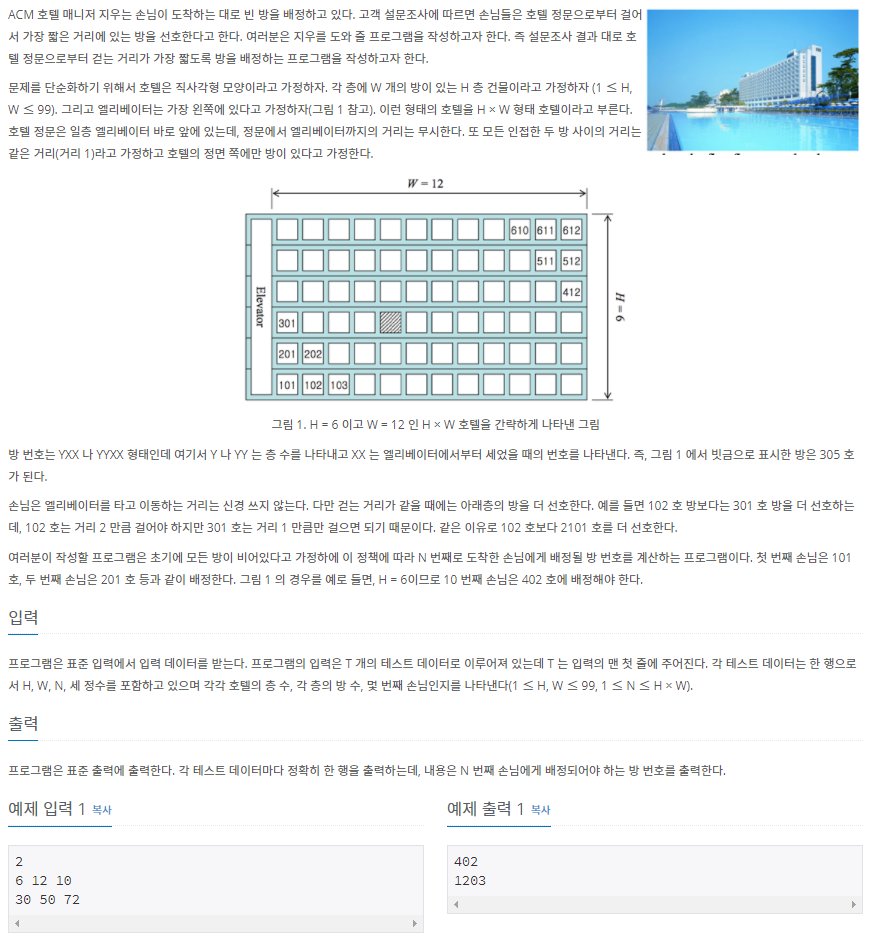 ACM 호텔 매니저 지우는 손님이 도착하는 대로 빈 방을 배정하고 있다. 고객 설문조사에 따르면 손님들은 호텔 정문으로부터 걸어
서 가장 짧은 거리에 있는 방을 선호한다고 한다. 여러분은 지우를 도와 줄 프로그램을 작성하고자 한다. 즉 설문조사 결과 대로 호
텔 정문으로부터 걷는 거리가 가장 짧도록 방을 배정하는 프로그램을 작성하고자 한다.
문제를 단순화하기 위해서 호텔은 직사각형 모양이라고 가정하자. 각 층에 W 개의 방이 있는 H 층 건물이라고 가정하자 (1 ≤ H,
W ≤ 99). 그리고 엘리베이터는 가장 왼쪽에 있다고 가정하자(그림 1 참고). 이런 형태의 호텔을 H × W 형태 호텔이라고 부른다.
호텔 정문은 일층 엘리베이터 바로 앞에 있는데, 정문에서 엘리베이터까지의 거리는 무시한다. 또 모든 인접한 두 방 사이의 거리는
같은 거리(거리 1)라고 가정하고 호텔의 정면 쪽에만 방이 있다고 가정한다.
W = 12
610 611 612
511 512
412
Elevator
H = 6
301
201 202
101 102 103
그림 1. H = 6 이고 W = 12 인 H × W 호텔을 간략하게 나타낸 그림
방 번호는 YXX 나 YYXX 형태인데 여기서 Y 나 YY 는 층 수를 나타내고 XX 는 엘리베이터에서부터 세었을 때의 번호를 나타낸다. 즉, 그림 1 에서 빗금으로 표시한 방은 305 호
가 된다.
손님은 엘리베이터를 타고 이동하는 거리는 신경 쓰지 않는다. 다만 걷는 거리가 같을 때에는 아래층의 방을 더 선호한다. 예를 들면 102 호 방보다는 301 호 방을 더 선호하는
데, 102 호는 거리 2 만큼 걸어야 하지만 301 호는 거리 1 만큼만 걸으면 되기 때문이다. 같은 이유로 102 호보다 2101 호를 더 선호한다.
여러분이 작성할 프로그램은 초기에 모든 방이 비어있다고 가정하에 이 정책에 따라 N 번째로 도착한 손님에게 배정될 방 번호를 계산하는 프로그램이다. 첫 번째 손님은 101
호, 두 번째 손님은 201 호 등과 같이 배정한다. 그림 1 의 경우를 예로 들면, H = 6이므로 10 번째 손님은 402 호에 배정해야 한다.
입력
프로그램은 표준 입력에서 입력 데이터를 받는다. 프로그램의 입력은 T 개의 테스트 데이터로 이루어져 있는데 T 는 입력의 맨 첫 줄에 주어진다. 각 테스트 데이터는 한 행으로
서 H, W, N, 세 정수를 포함하고 있으며 각각 호텔의 층 수, 각 층의 방 수, 몇 번째 손님인지를 나타낸다(1 ≤ H, W ≤ 99, 1 ≤ N ≤ H × W).
출력
프로그램은 표준 출력에 출력한다. 각 테스트 데이터마다 정확히 한 행을 출력하는데, 내용은 N 번째 손님에게 배정되어야 하는 방 번호를 출력한다.
예제 입력 1 복사
2
6 12 10
30 50 72
예제 출력 1 복사
402
1203